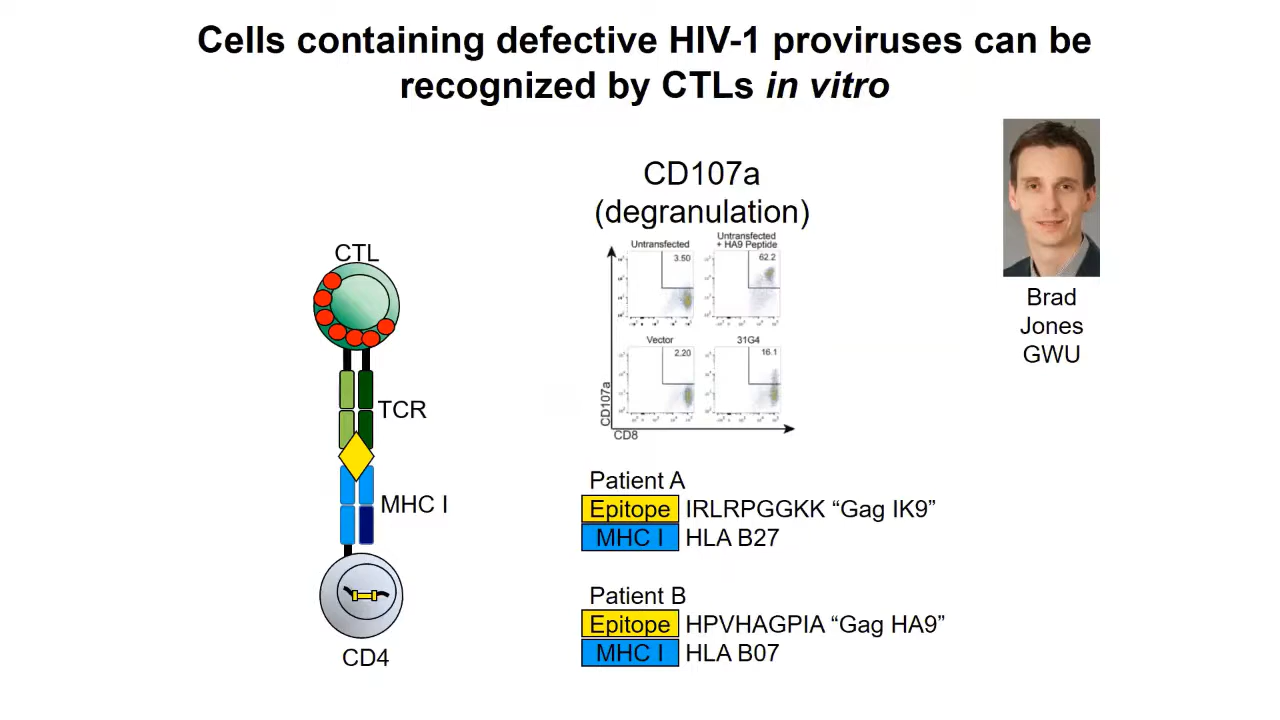 Cells containing defective HIV-1 proviruses can be
recognized by CTLs in vitro
CD107a
(degranulation)
Untransfected
3.50
Untransfected
+ HA9 Peptide
62.2
Vector
2.20
31G4
16.1
CD107a
CD8
CTL
TCR
MHC I
CD4
Brad
Jones
GWU
Patient A
Epitope IRLRPGGKK “Gag IK9”
MHC I HLA B27
Patient B
Epitope HPVHAGPIA “Gag HA9”
MHC I HLA B07